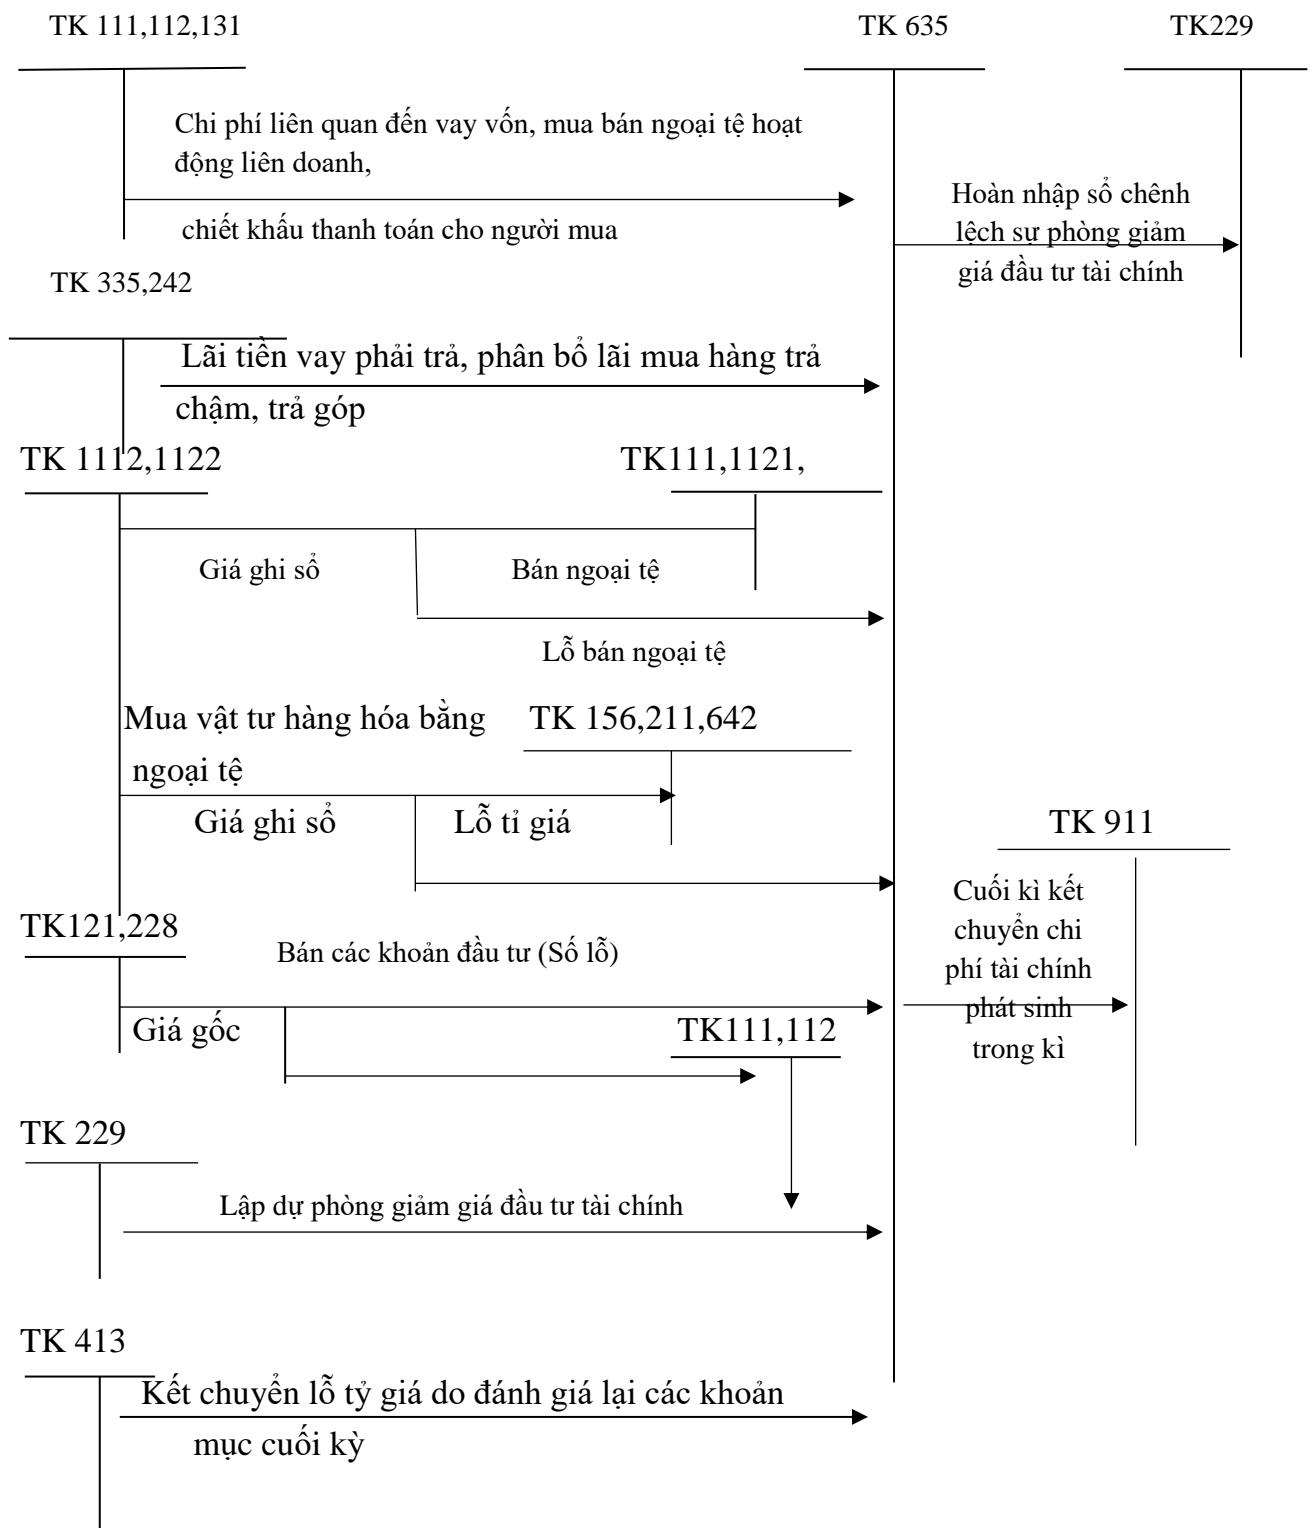 TK 111,112,131
TK 635
TK229
Chi phí liên quan đến vay vốn, mua bán ngoại tệ hoạt
động liên doanh,
chiết khấu thanh toán cho người mua
Hoàn nhập sổ chênh
lệch sự phòng giảm
giá đầu tư tài chính
TK 335,242
Lãi tiền vay phải trả, phân bổ lãi mua hàng trả
chậm, trả góp
TK 1112,1122
TK111,1121,
Giá ghi sổ
Bán ngoại tệ
Lỗ bán ngoại tệ
Mua vật tư hàng hóa bằng
ngoại tệ
TK 156,211,642
Giá ghi sổ
Lỗ tỉ giá
TK 911
Cuối kì kết
chuyển chi
phí tài chính
phát sinh
trong kì
TK121,228
Bán các khoản đầu tư (Số lỗ)
Giá gốc
TK111,112
TK 229
Lập dự phòng giảm giá đầu tư tài chính
TK 413
Kết chuyển lỗ tỷ giá do đánh giá lại các khoản
mục cuối kỳ